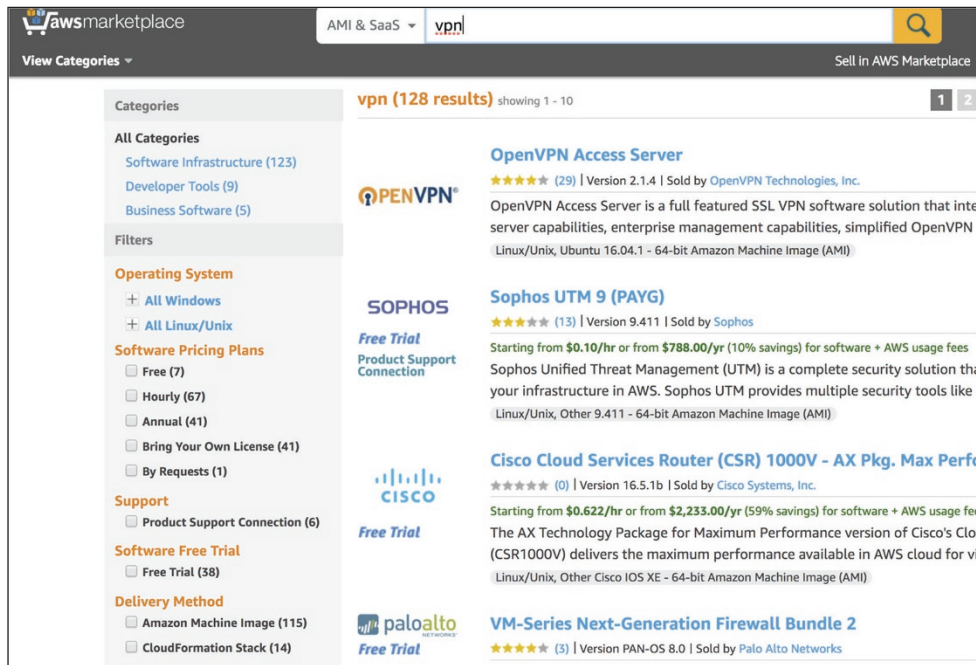 awsmarketplace
AMI & SaaS
vpn
View Categories
Sell in AWS Marketplace
Categories
All Categories
Software Infrastructure (123)
Developer Tools (9)
Business Software (5)
Filters
Operating System
All Windows
All Linux/Unix
Software Pricing Plans
Free (7)
Hourly (67)
Annual (41)
Bring Your Own License (41)
By Requests (1)
Support
Product Support Connection (6)
Software Free Trial
Free Trial (38)
Delivery Method
Amazon Machine Image (115)
CloudFormation Stack (14)
vpn (128 results) showing 1 - 10
1 2
OPENVPN®
OpenVPN Access Server
(29) | Version 2.1.4 | Sold by OpenVPN Technologies, Inc.
OpenVPN Access Server is a full featured SSL VPN software solution that inte
server capabilities, enterprise management capabilities, simplified OpenVPN
Linux/Unix, Ubuntu 16.04.1 - 64-bit Amazon Machine Image (AMI)
SOPHOS
Free Trial
Product Support
Connection
Sophos UTM 9 (PAYG)
(13) | Version 9.411 | Sold by Sophos
Starting from $0.10/hr or from $788.00/yr (10% savings) for software + AWS usage fees
Sophos Unified Threat Management (UTM) is a complete security solution tha
your infrastructure in AWS. Sophos UTM provides multiple security tools like
Linux/Unix, Other 9.411 - 64-bit Amazon Machine Image (AMI)
CISCO
Free Trial
Cisco Cloud Services Router (CSR) 1000V - AX Pkg. Max Perfo
(0) | Version 16.5.1b | Sold by Cisco Systems, Inc.
Starting from $0.622/hr or from $2,233.00/yr (59% savings) for software + AWS usage fee
The AX Technology Package for Maximum Performance version of Cisco's Clo
(CSR1000V) delivers the maximum performance available in AWS cloud for vi
Linux/Unix, Other Cisco IOS XE - 64-bit Amazon Machine Image (AMI)
paloalto
NETWORKS
Free Trial
VM-Series Next-Generation Firewall Bundle 2
(3) | Version PAN-OS 8.0 | Sold by Palo Alto Networks